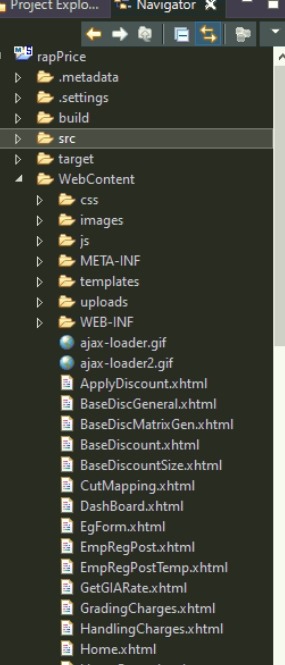 Project Explo...
Navigator
rapPrice
.metadata
.settings
build
src
target
WebContent
css
images
js
META-INF
templates
uploads
WEB-INF
ajax-loader.gif
ajax-loader2.gif
ApplyDiscount.xhtml
BaseDiscGeneral.xhtml
BaseDiscMatrixGen.xhtml
BaseDiscount.xhtml
BaseDiscountSize.xhtml
CutMapping.xhtml
DashBoard.xhtml
EgForm.xhtml
EmpRegPost.xhtml
EmpRegPostTemp.xhtml
GetGIARate.xhtml
GradingCharges.xhtml
HandlingCharges.xhtml
Home.xhtml